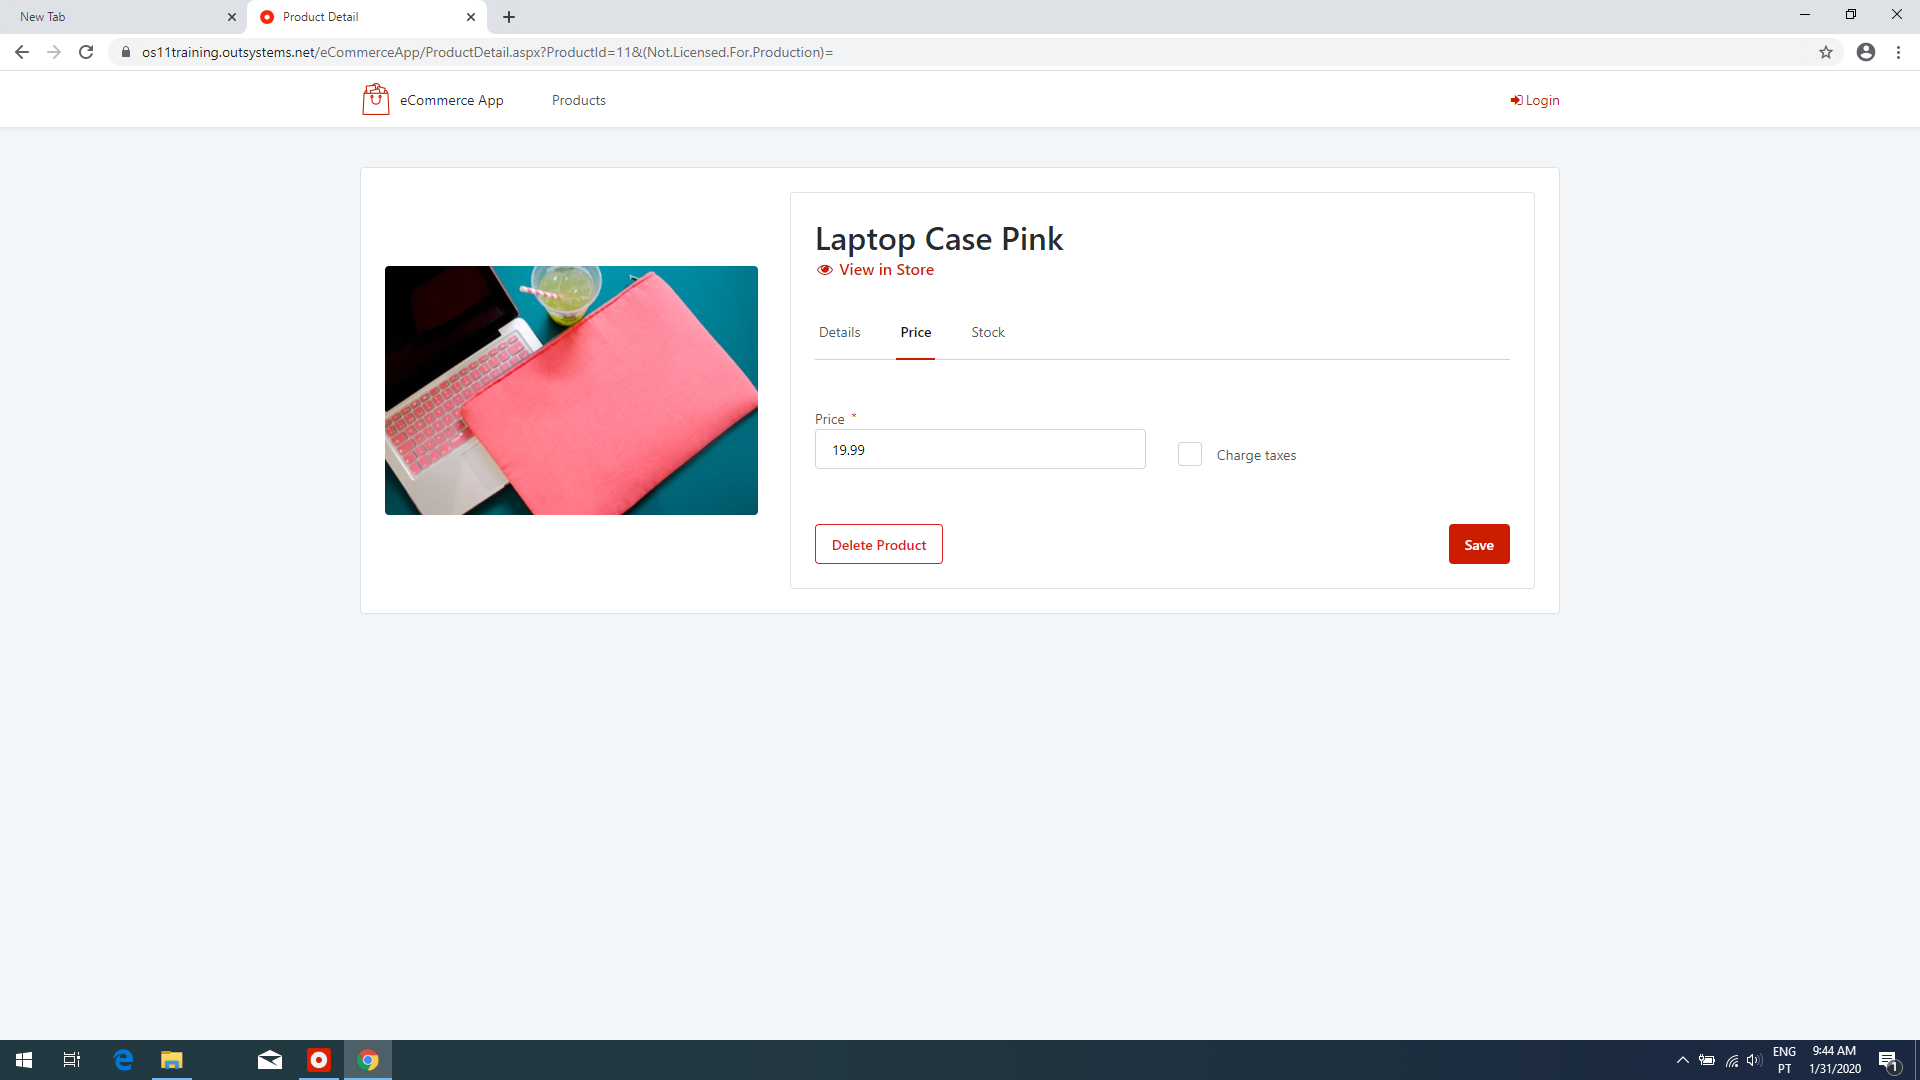 New Tab
Product Detail
os11training.outsystems.net/eCommerceApp/ProductDetail.aspx?ProductId=11&(Not.Licensed.For.Production)=
eCommerce App
Products
Login
Laptop Case Pink
View in Store
Details
Price
Stock
Price *
19.99
Charge taxes
Delete Product
Save
ENG
PT
9:44 AM
1/31/2020
1